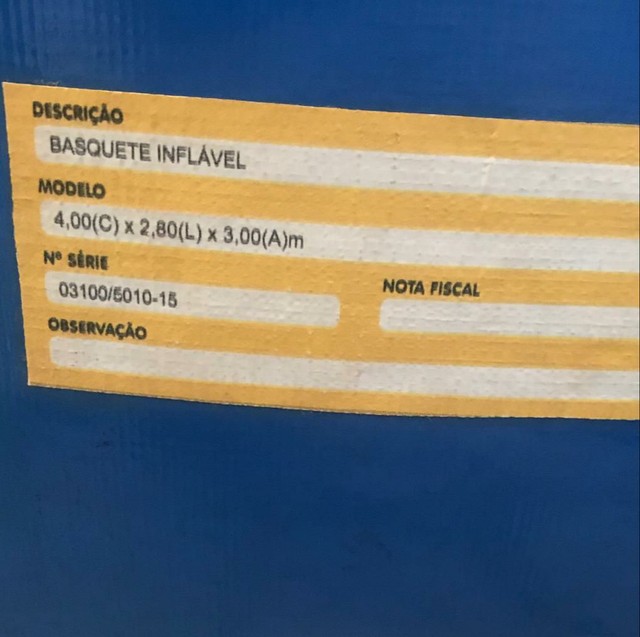 DESCRIÇÃO
BASQUETE INFLÁVEL
MODELO
4,00(C) x 2,80(L) x 3,00(A)m
Nº SÉRIE
03100/5010-15
NOTA FISCAL
OBSERVAÇÃO